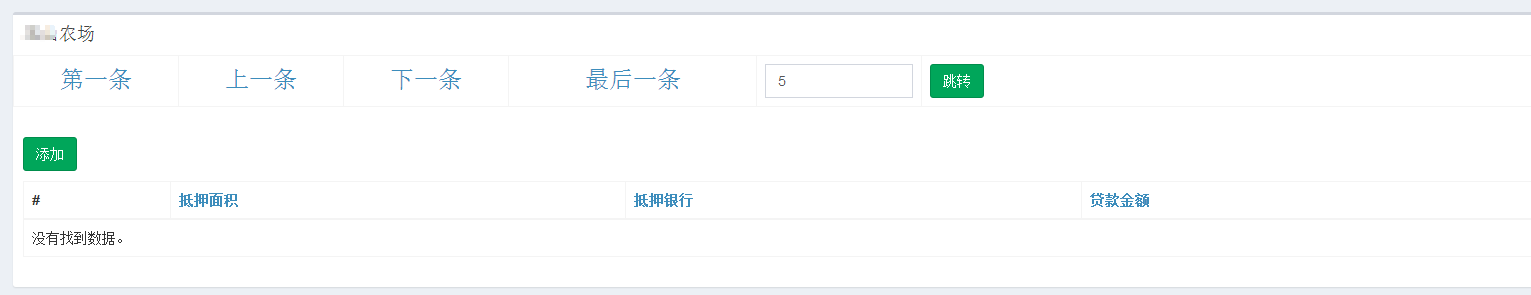 农场
第一条 上一条 下一条 最后一条 5 跳转
添加
# 抵押面积 抵押银行 贷款金额
没有找到数据。